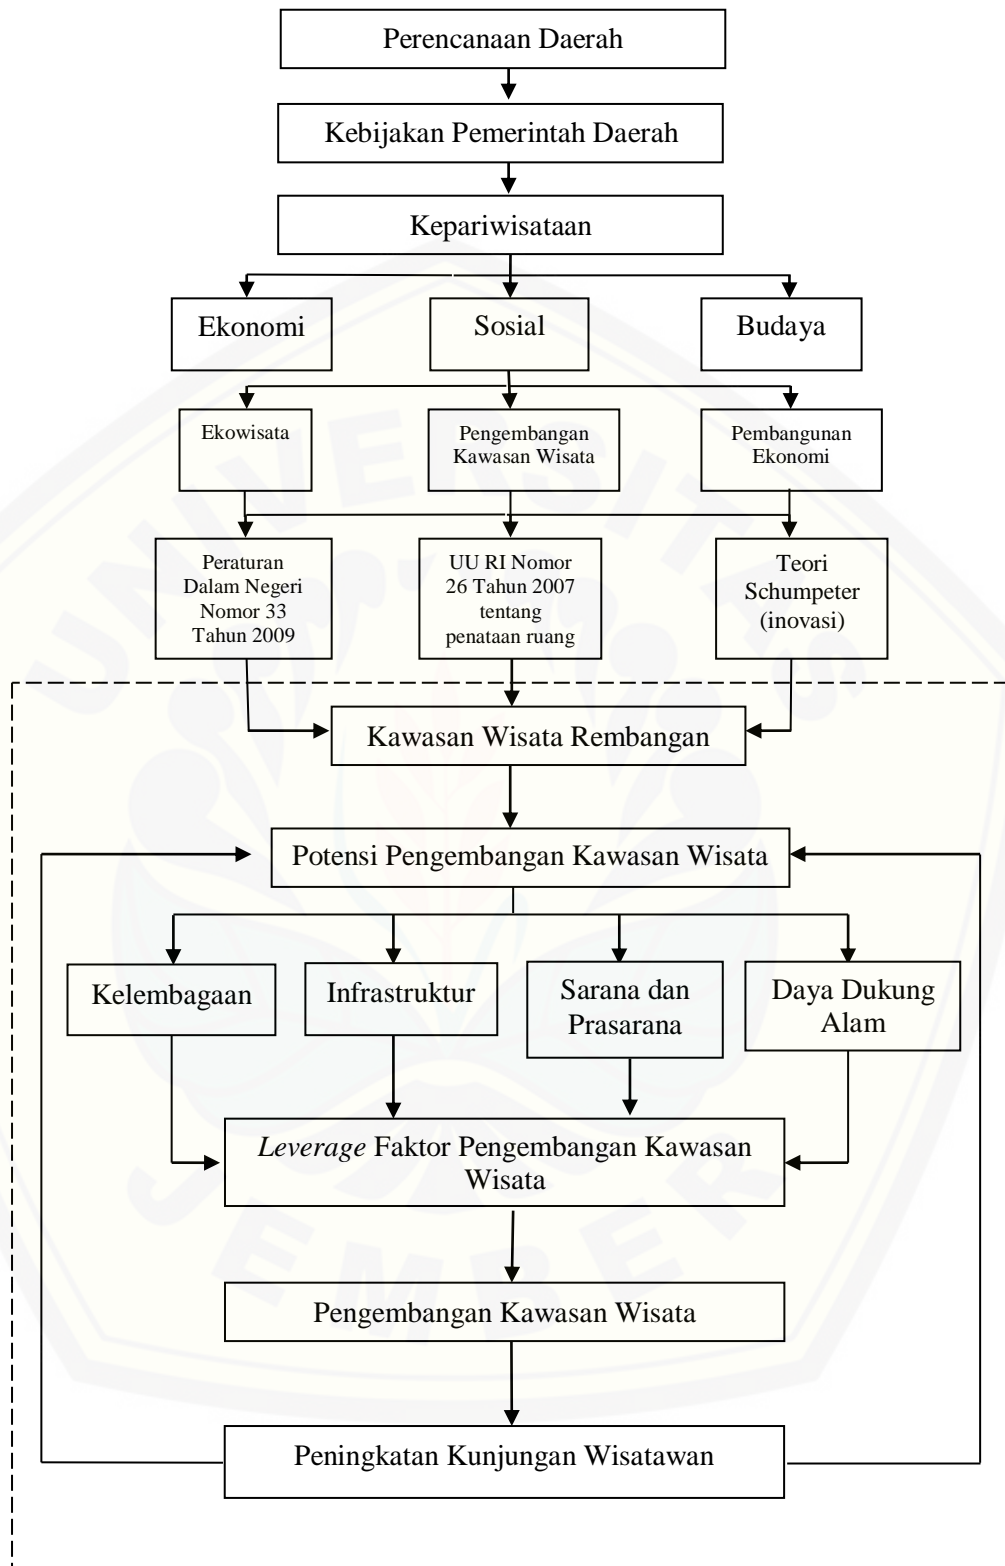 Perencanaan Daerah
Kebijakan Pemerintah Daerah
Kepariwisataan
Ekonomi
Sosial
Budaya
Ekowisata
Pengembangan
Kawasan Wisata
Pembangunan
Ekonomi
Peraturan
Dalam Negeri
Nomor 33
Tahun 2009
UU RI Nomor
26 Tahun 2007
tentang
penataan ruang
Teori
Schumpeter
(inovasi)
Kawasan Wisata Rembangan
Potensi Pengembangan Kawasan Wisata
Kelembagaan
Infrastruktur
Sarana dan
Prasarana
Daya Dukung
Alam
Leverage Faktor Pengembangan Kawasan
Wisata
Pengembangan Kawasan Wisata
Peningkatan Kunjungan Wisatawan
UNIVERSITAS
JEMBER